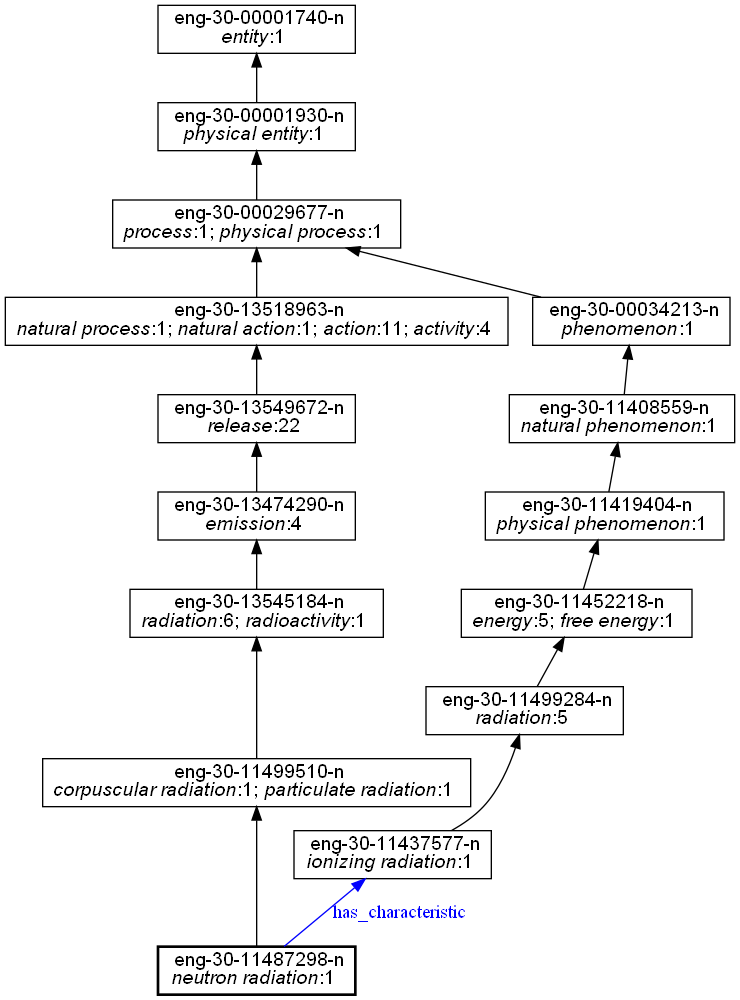 eng-30-00001740-n
entity:1
eng-30-00001930-n
physical entity:1
eng-30-00029677-n
process:1; physical process:1
eng-30-13518963-n
natural process:1; natural action:1; action:11; activity:4
eng-30-00034213-n
phenomenon:1
eng-30-13549672-n
release:22
eng-30-11408559-n
natural phenomenon:1
eng-30-13474290-n
emission:4
eng-30-11419404-n
physical phenomenon:1
eng-30-13545184-n
radiation:6; radioactivity:1
eng-30-11452218-n
energy:5; free energy:1
eng-30-11499284-n
radiation:5
eng-30-11499510-n
corpuscular radiation:1; particulate radiation:1
eng-30-11437577-n
ionizing radiation:1
has_characteristic
eng-30-11487298-n
neutron radiation:1